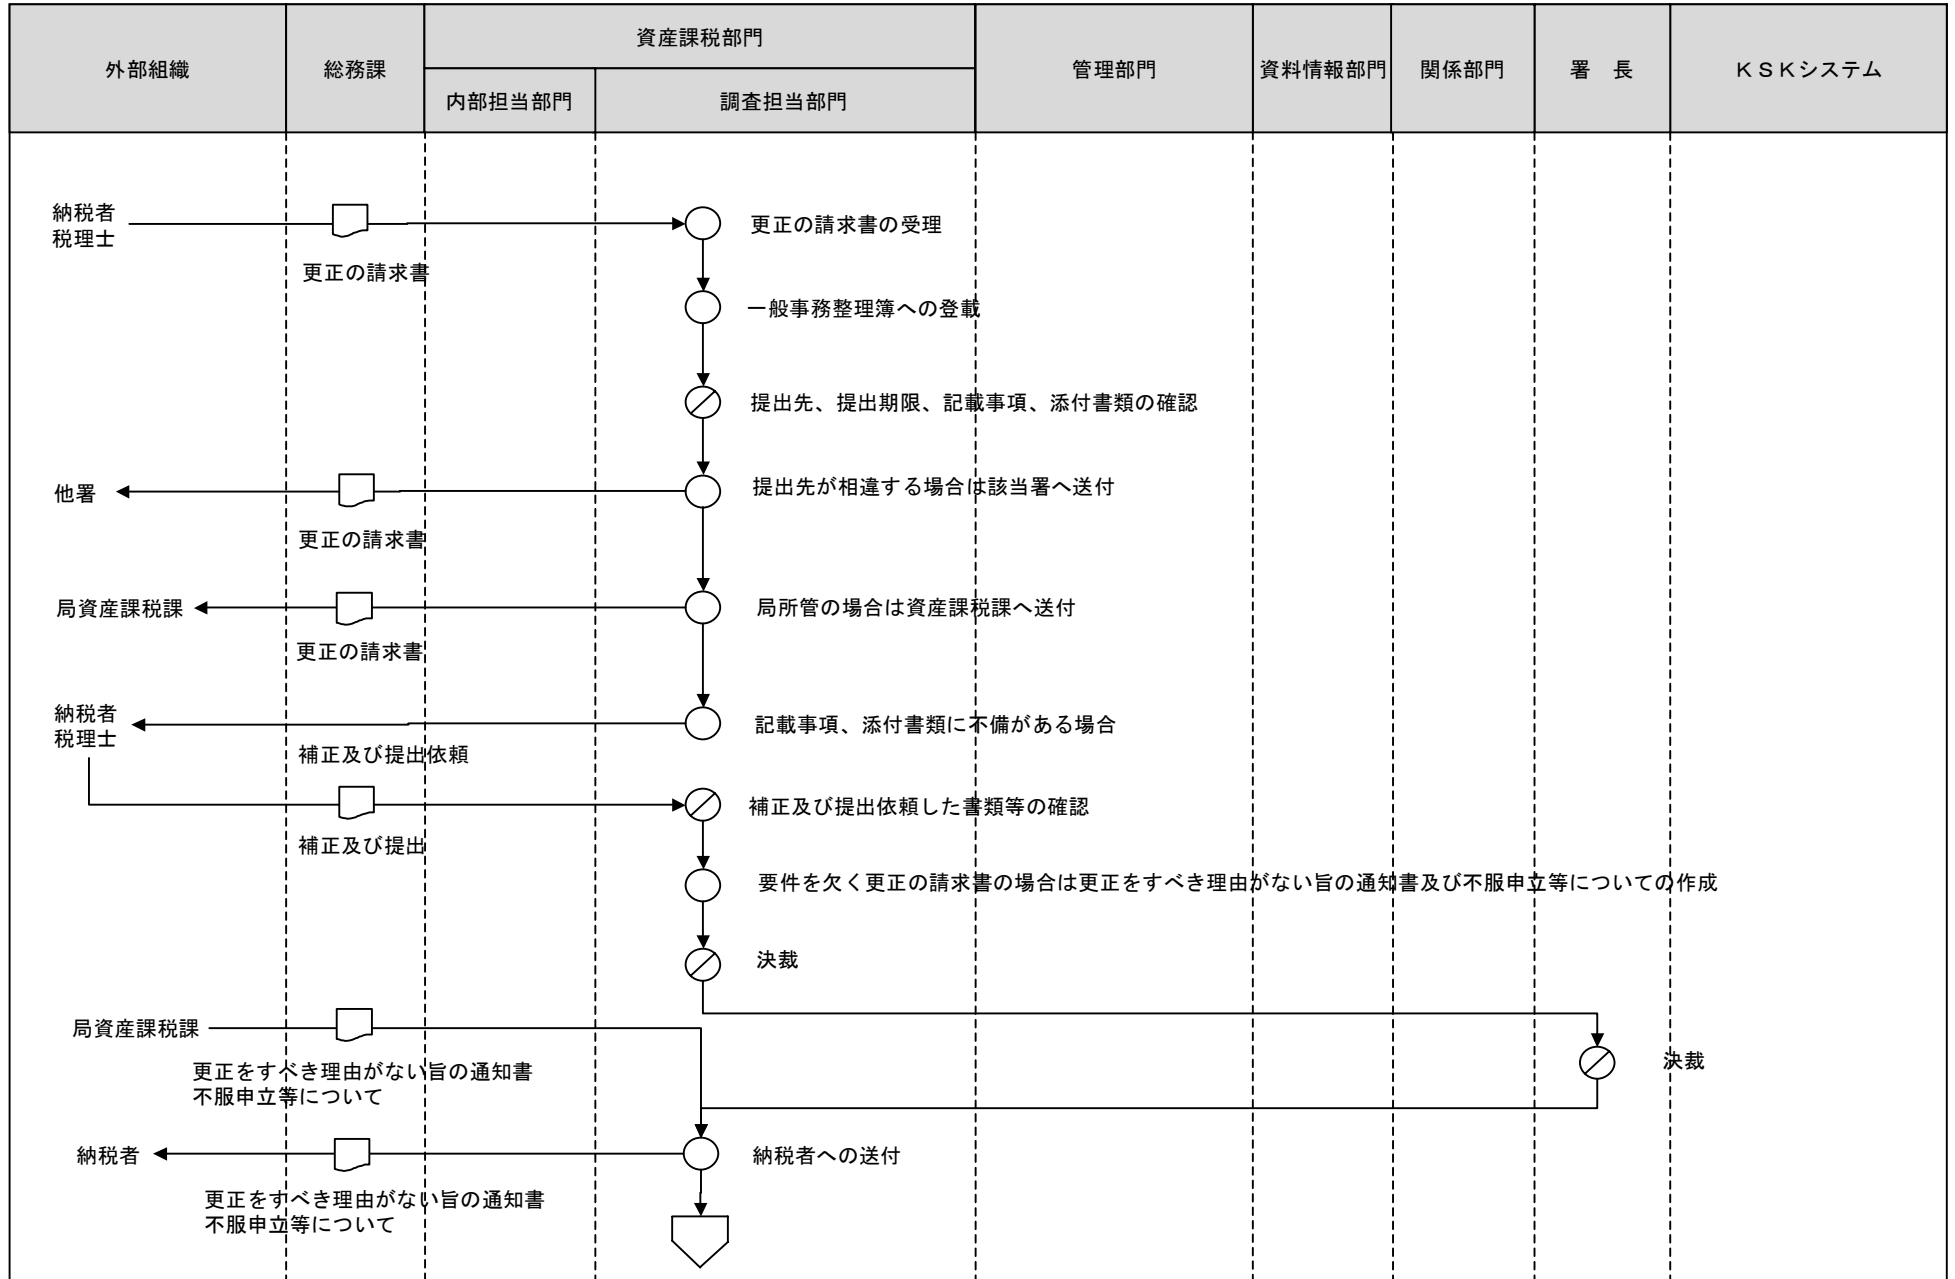 外部組織
総務課
資産課税部門
内部担当部門
調査担当部門
管理部門
資料情報部門
関係部門
署　長
ＫＳＫシステム
納税者
税理士
更正の請求書
更正の請求書の受理
一般事務整理簿への登載
提出先、提出期限、記載事項、添付書類の確認
他署
更正の請求書
提出先が相違する場合は該当署へ送付
局資産課税課
更正の請求書
局所管の場合は資産課税課へ送付
納税者
税理士
補正及び提出依頼
記載事項、添付書類に不備がある場合
補正及び提出
補正及び提出依頼した書類等の確認
要件を欠く更正の請求書の場合は更正をすべき理由がない旨の通知書及び不服申立等についての作成
決裁
局資産課税課
更正をすべき理由がない旨の通知書
不服申立等について
決裁
納税者
更正をすべき理由がない旨の通知書
不服申立等について
納税者への送付